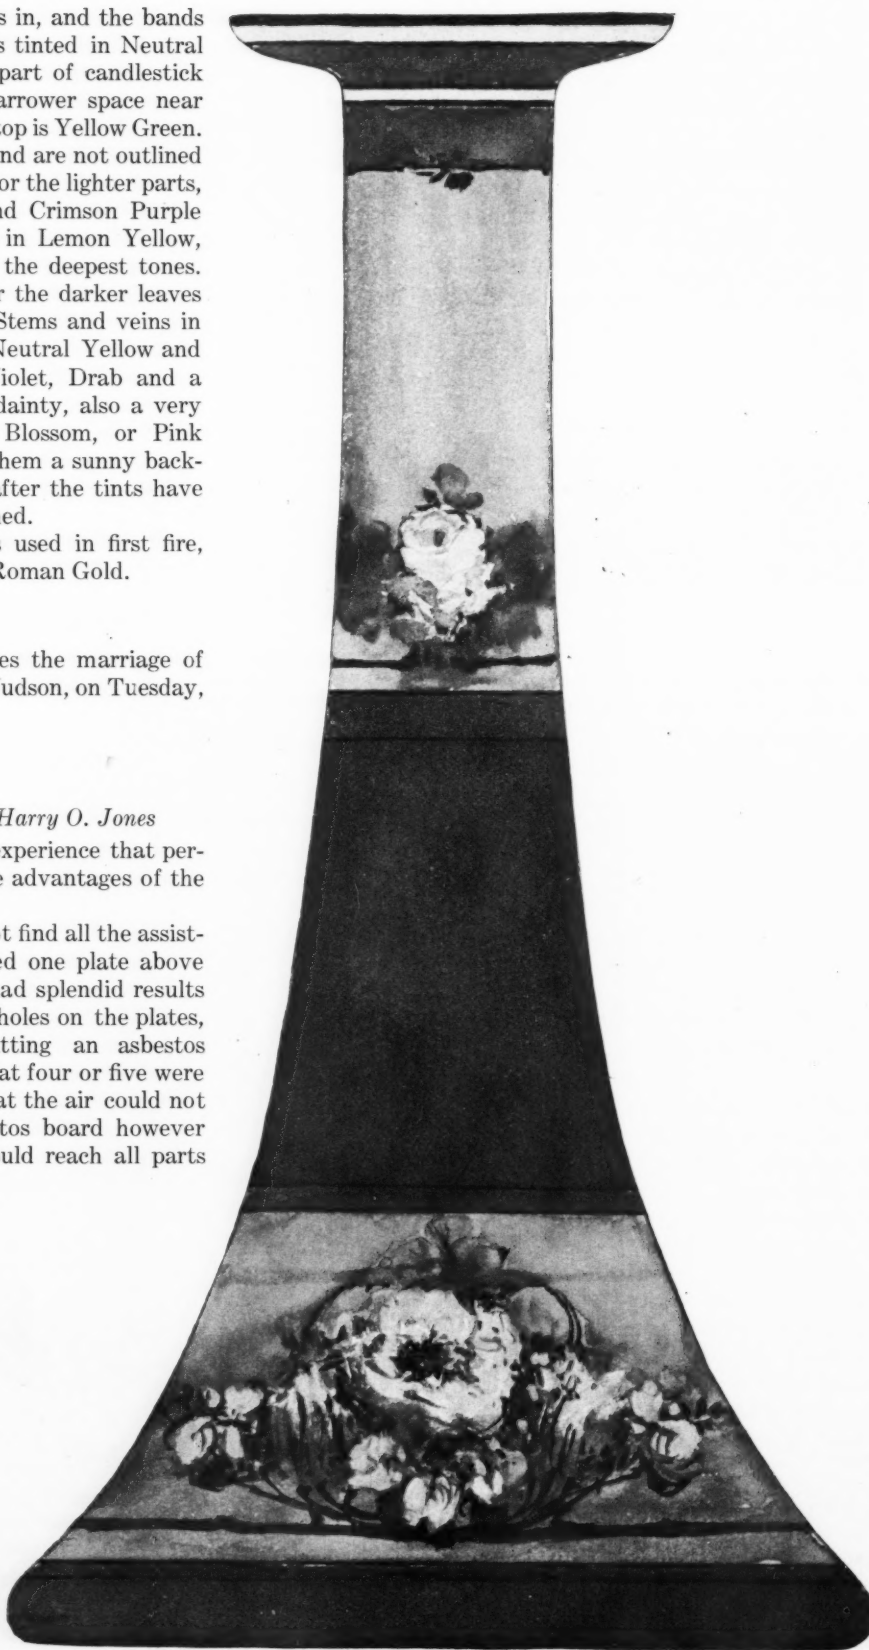 s in, and the bands
s tinted in Neutral
part of candlestick
arrower space near
top is Yellow Green.
nd are not outlined
or the lighter parts,
nd Crimson Purple
in Lemon Yellow,
the deepest tones.
r the darker leaves
Stems and veins in
Neutral Yellow and
iolet, Drab and a
dainty, also a very
Blossom, or Pink
hem a sunny back-
fter the tints have
ned.
s used in first fire,
Roman Gold.
es the marriage of
udson, on Tuesday,
Harry O. Jones
xperience that per-
e advantages of the
t find all the assist-
ed one plate above
ad splendid results
holes on the plates,
tting an asbestos
at four or five were
at the air could not
tos board however
uld reach all parts